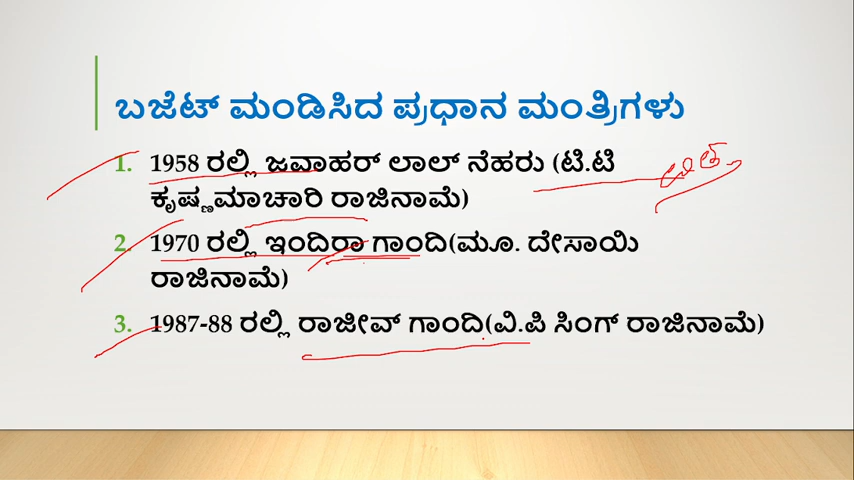 ಬಜೆಟ್ ಮಂಡಿಸಿದ ಪ್ರಧಾನ ಮಂತ್ರಿಗಳು
1. 1958 ರಲ್ಲಿ ಜವಾಹರ್ ಲಾಲ್ ನೆಹರು (ಟಿ.ಟಿ
ಕೃಷ್ಣಮಾಚಾರಿ ರಾಜಿನಾಮೆ)
2. 1970 ರಲ್ಲಿ ಇಂದಿರಾ ಗಾಂದಿ(ಮೂ. ದೇಸಾಯಿ
ರಾಜಿನಾಮೆ)
3. 1987-88 ರಲ್ಲಿ ರಾಜೀವ್ ಗಾಂದಿ(ವಿ.ಪಿ ಸಿಂಗ್ ರಾಜಿನಾಮೆ)